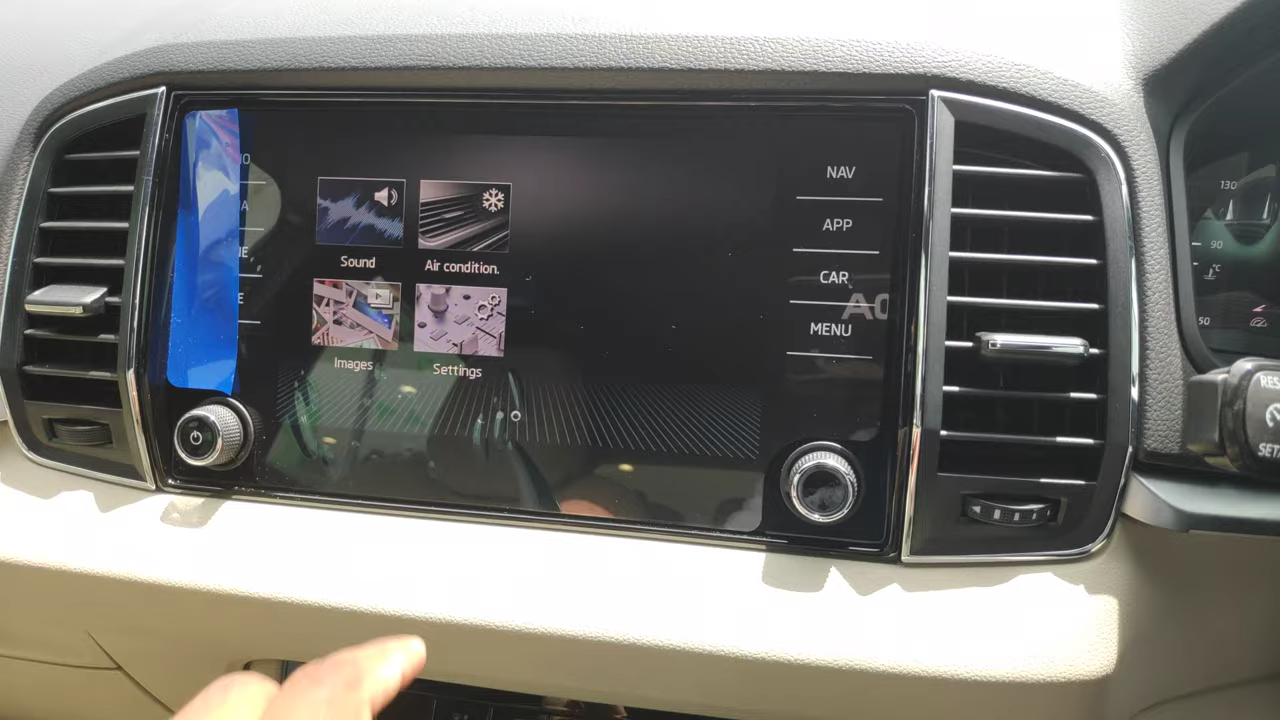 NAV
APP
CAR
MENU
Sound
Air condition.
Images
Settings
130
90
°C
50